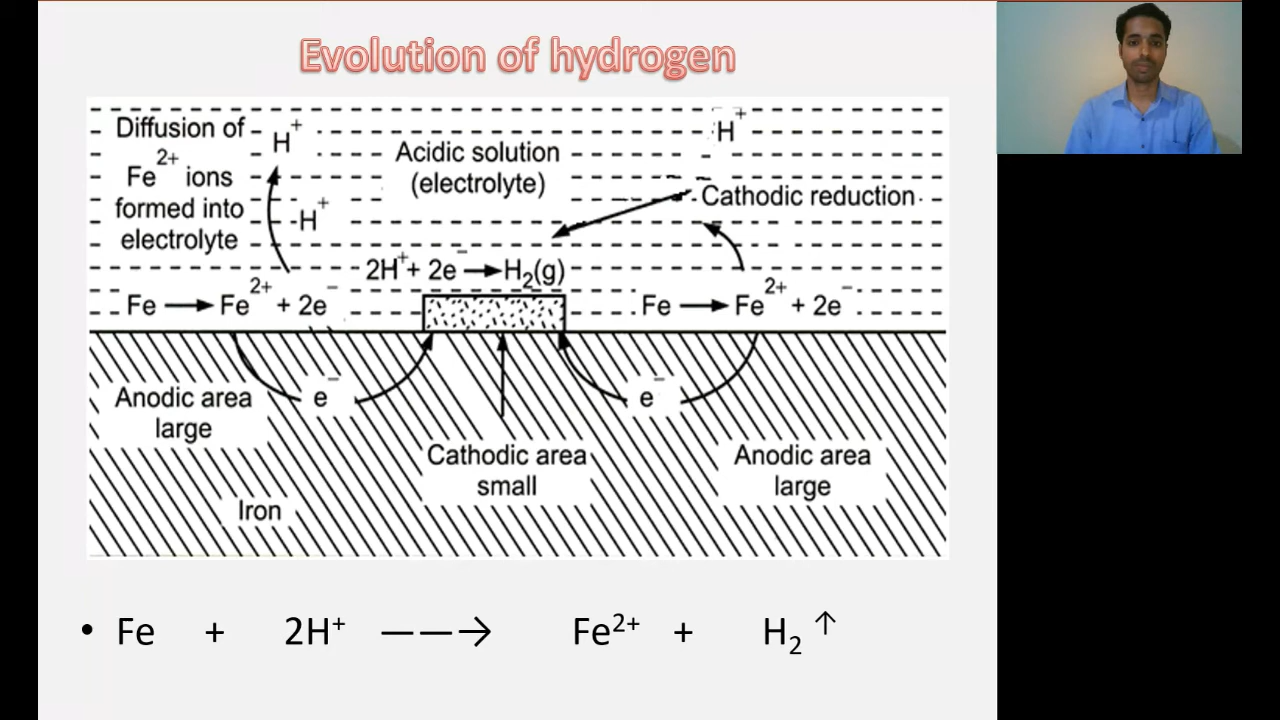 Evolution of hydrogen
Diffusion of
Fe²⁺ ions
formed into
electrolyte
H⁺
H⁺
Acidic solution
(electrolyte)
H⁺
Cathodic reduction
2H⁺ + 2e⁻ → H₂(g)
Fe → Fe²⁺ + 2e⁻
Fe → Fe²⁺ + 2e⁻
e⁻
e⁻
Anodic area
large
Cathodic area
small
Anodic area
large
Iron
• Fe + 2H⁺ ——→ Fe²⁺ + H₂ ↑